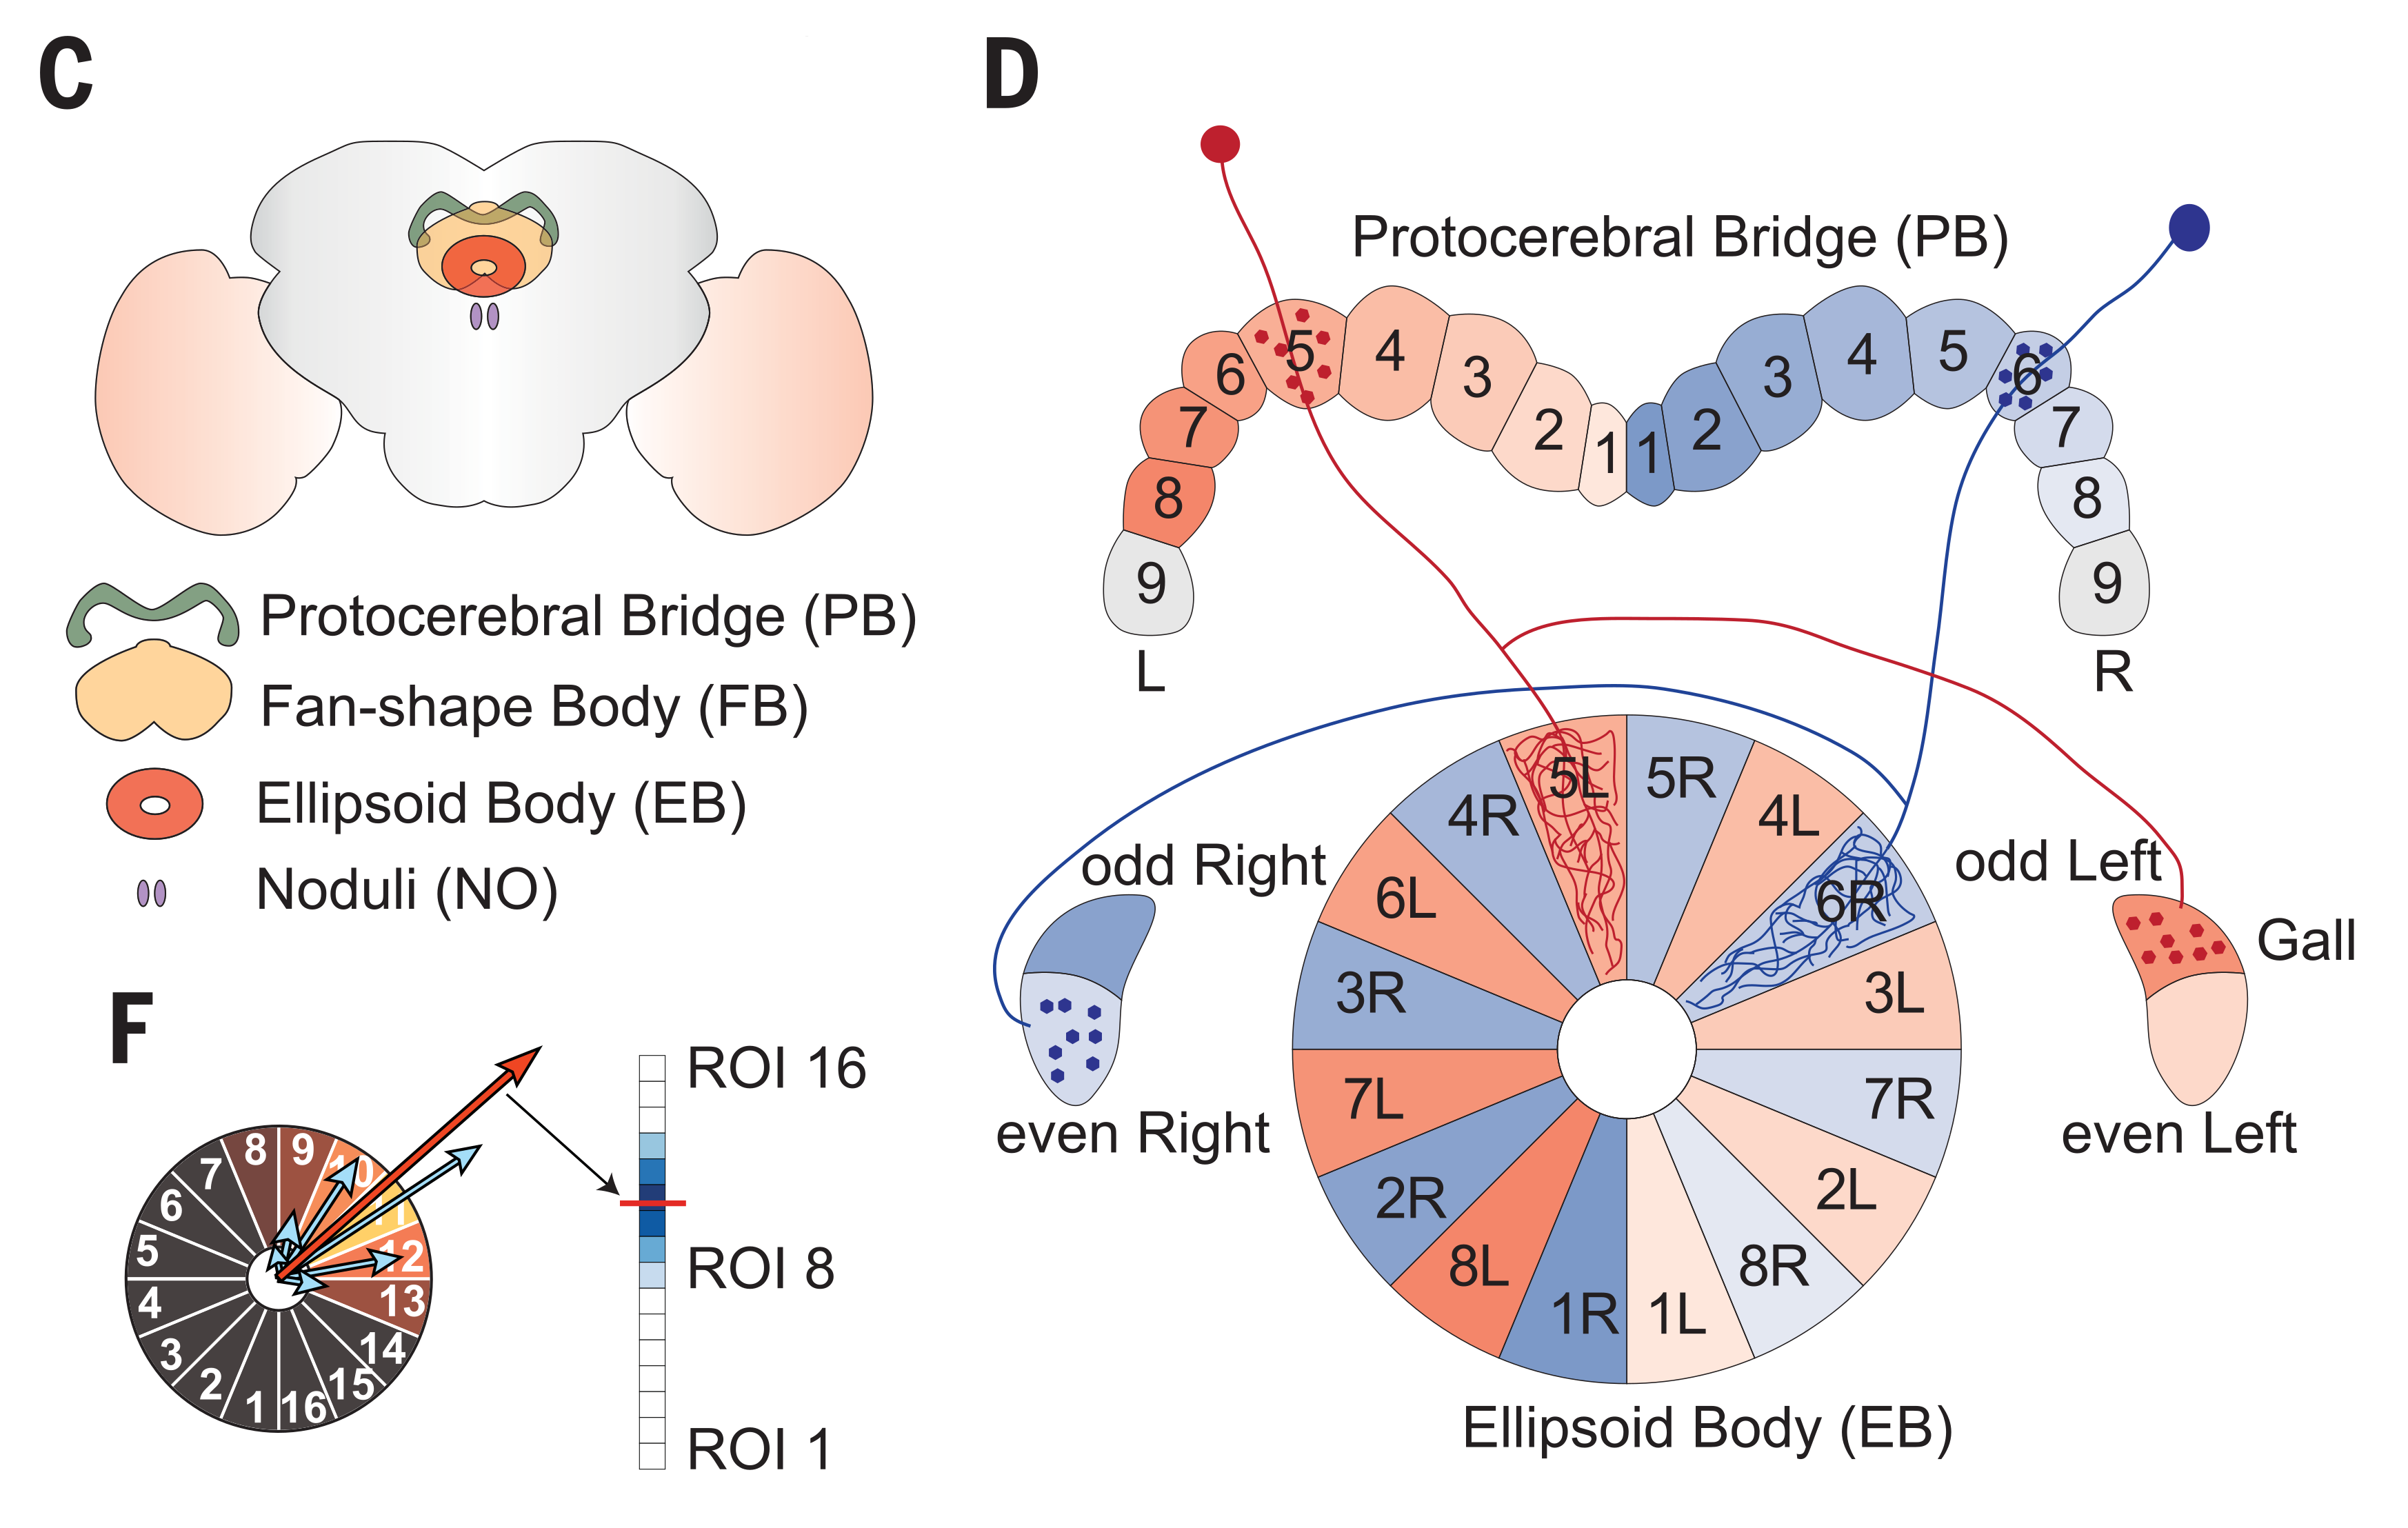 C
Protocerebral Bridge (PB)
Fan-shape Body (FB)
Ellipsoid Body (EB)
Noduli (NO)
D
Protocerebral Bridge (PB)
9 8 7 6 5 4 3 2 1 1 2 3 4 5 6 7 8 9
L
R
odd Right
even Right
odd Left
Gall
even Left
5L 5R 4L 6R 3L 7R 2L 8R 1L 1R 8L 2R 7L 3R 6L 4R
Ellipsoid Body (EB)
F
1 2 3 4 5 6 7 8 9 10 11 12 13 14 15 16
ROI 16
ROI 8
ROI 1